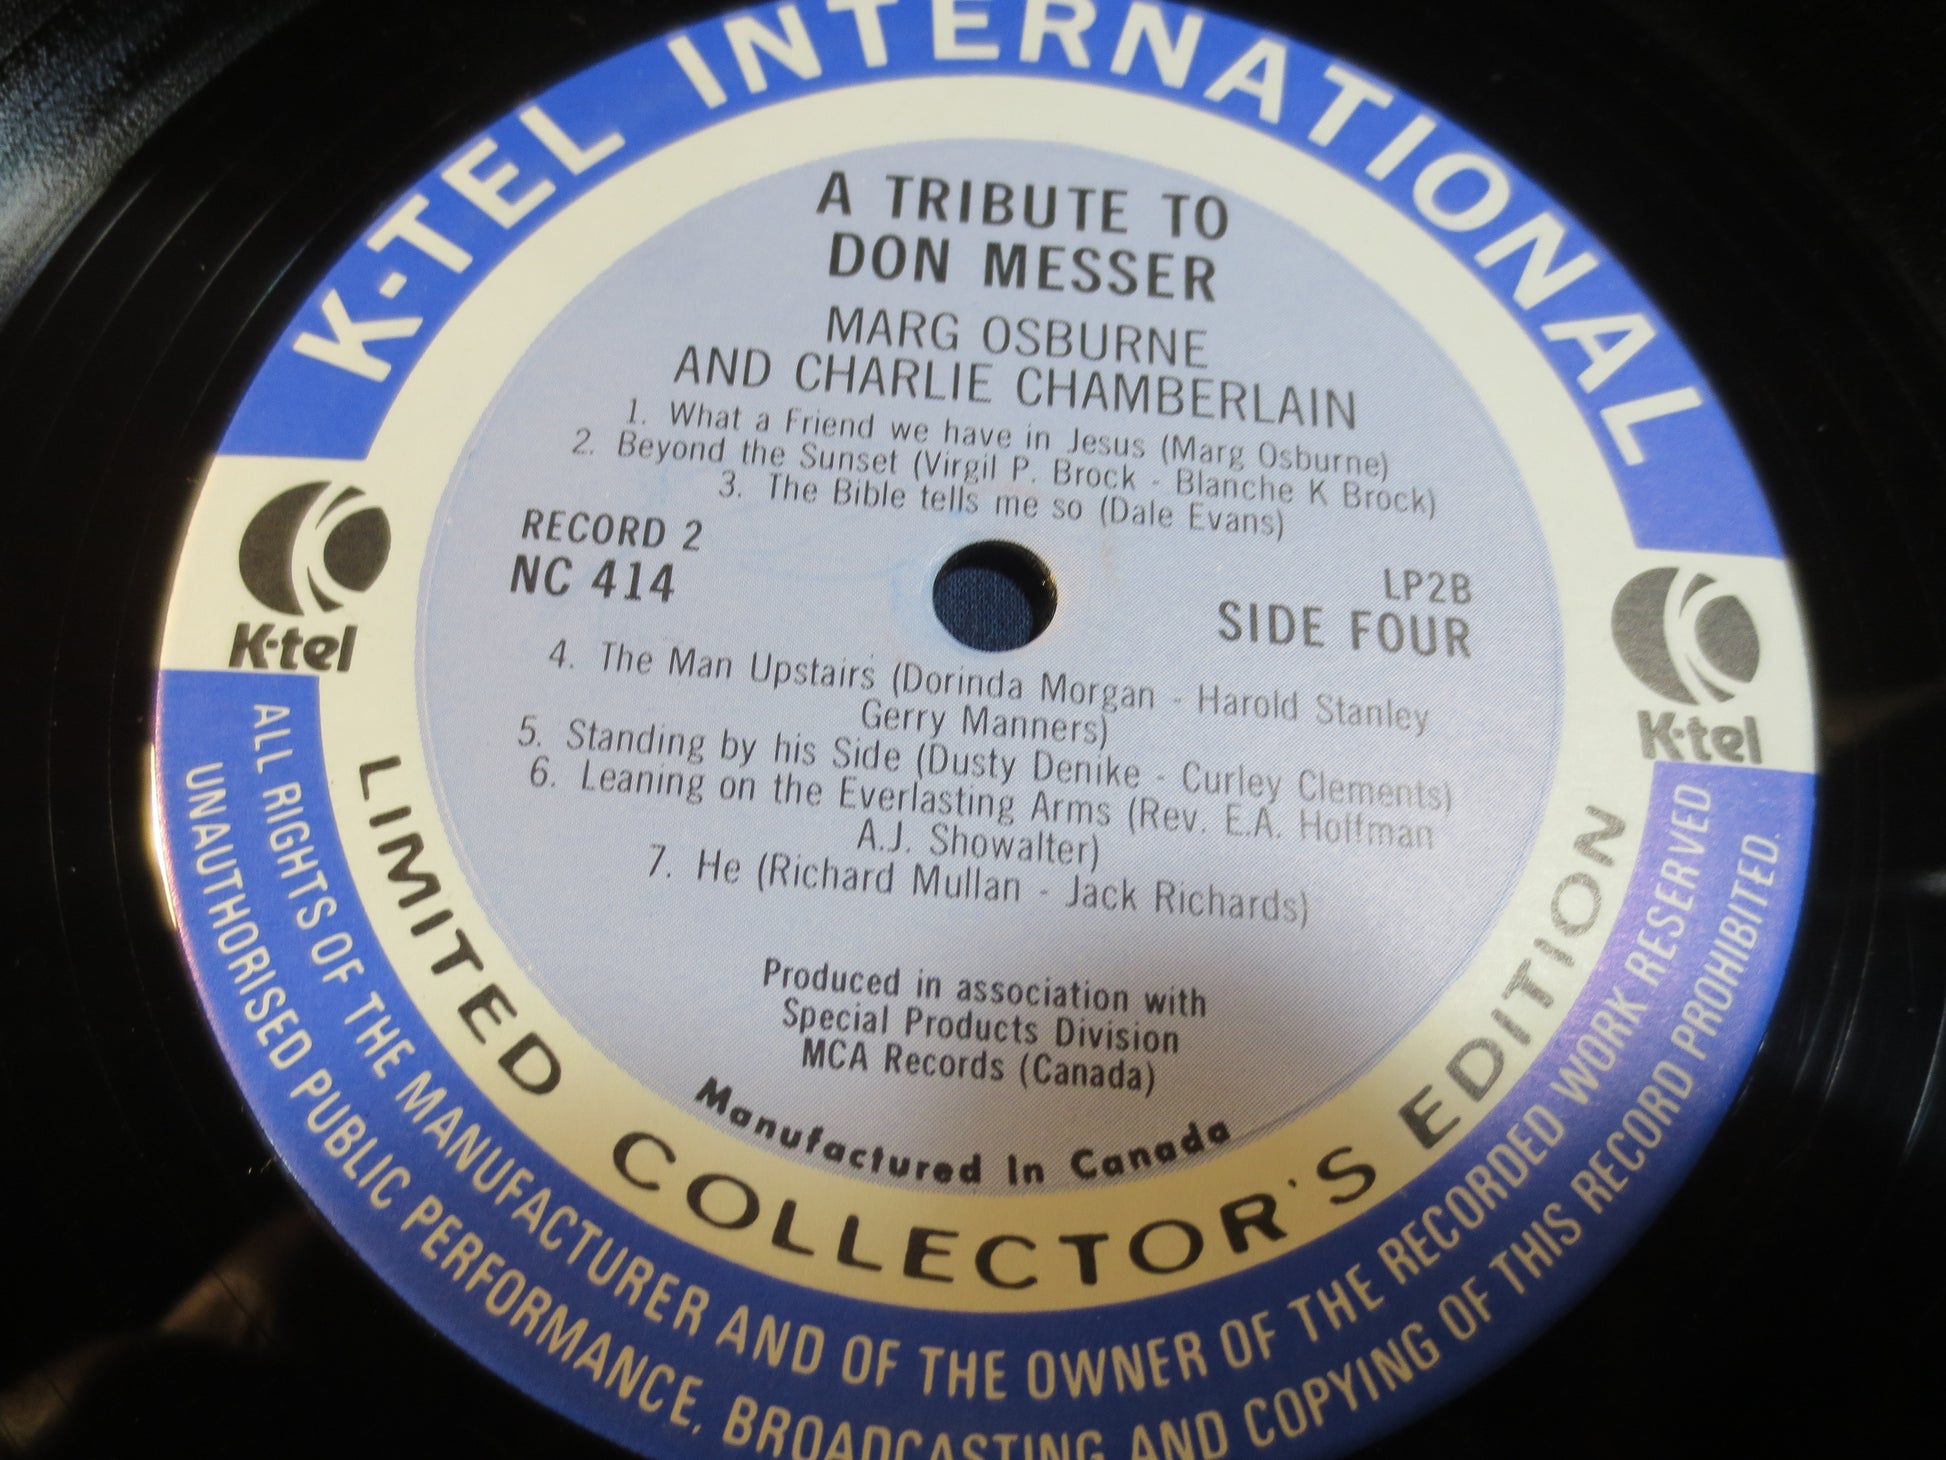 K-TEL INTERNATIONAL
A TRIBUTE TO
DON MESSER
MARG OSBURNE
AND CHARLIE CHAMBERLAIN
1. What a Friend we have in Jesus (Marg Osburne)
2. Beyond the Sunset (Virgil P. Brock - Blanche K Brock)
3. The Bible tells me so (Dale Evans)
RECORD 2
NC 414
LP2B
SIDE FOUR
K-tel
K-tel
4. The Man Upstairs (Dorinda Morgan - Harold Stanley
Gerry Manners)
5. Standing by his Side (Dusty Denike - Curley Clements)
6. Leaning on the Everlasting Arms (Rev. E.A. Hoffman
A.J. Showalter)
7. He (Richard Mullan - Jack Richards)
Produced in association with
Special Products Division
MCA Records (Canada)
Manufactured In Canada
LIMITED COLLECTOR'S EDITION
ALL RIGHTS OF THE MANUFACTURER AND OF THE OWNER OF THE RECORDED WORK RESERVED
UNAUTHORISED PUBLIC PERFORMANCE, BROADCASTING AND COPYING OF THIS RECORD PROHIBITED.